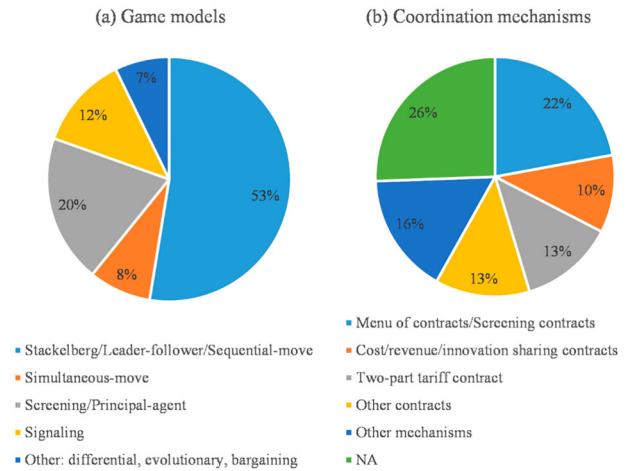 (a) Game models
7%
12%
20%
8%
53%
Stackelberg/Leader-follower/Sequential-move
Simultaneous-move
Screening/Principal-agent
Signaling
Other: differential, evolutionary, bargaining
(b) Coordination mechanisms
26%
22%
10%
16%
13%
13%
Menu of contracts/Screening contracts
Cost/revenue/innovation sharing contracts
Two-part tariff contract
Other contracts
Other mechanisms
NA